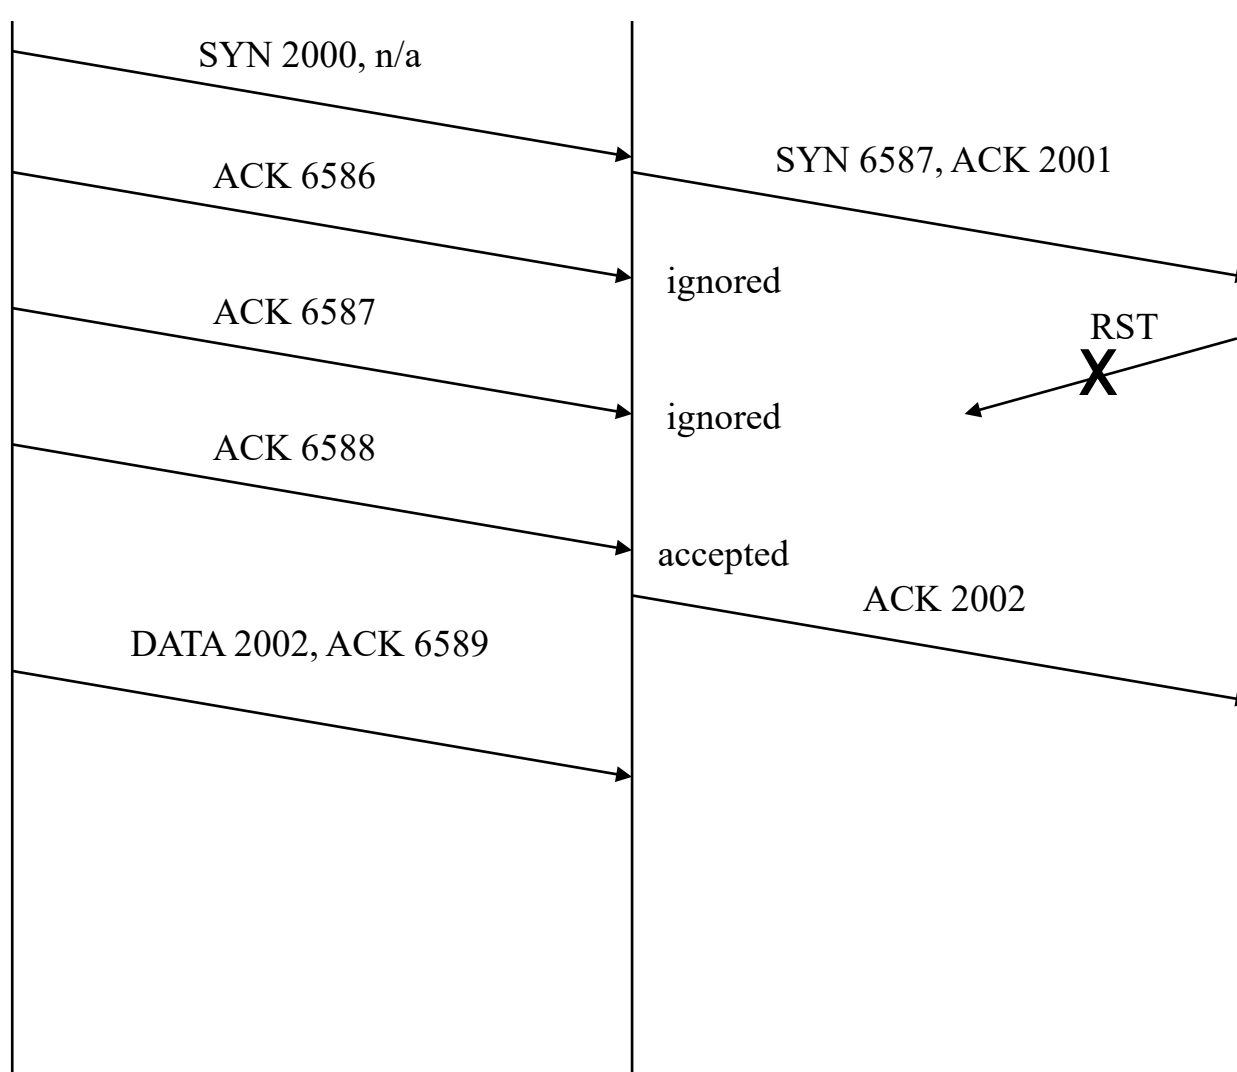 SYN 2000, n/a
SYN 6587, ACK 2001
ACK 6586
ignored
ACK 6587
RST
X
ignored
ACK 6588
accepted
ACK 2002
DATA 2002, ACK 6589